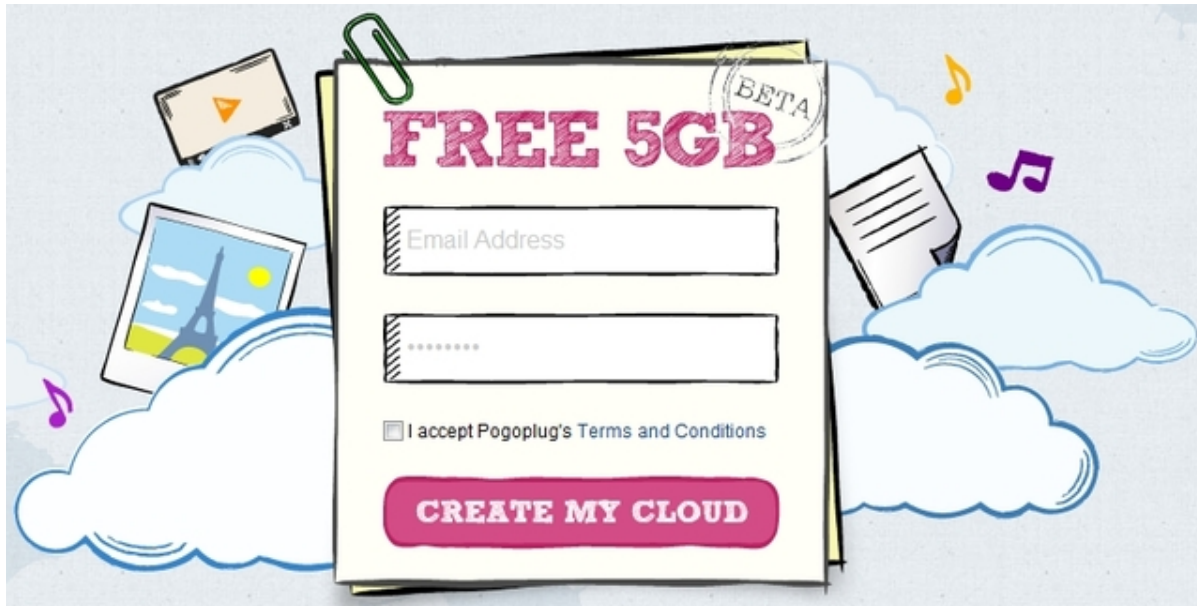 BETA
FREE 5GB
Email Address
••••••••
I accept Pogoplug's Terms and Conditions
CREATE MY CLOUD